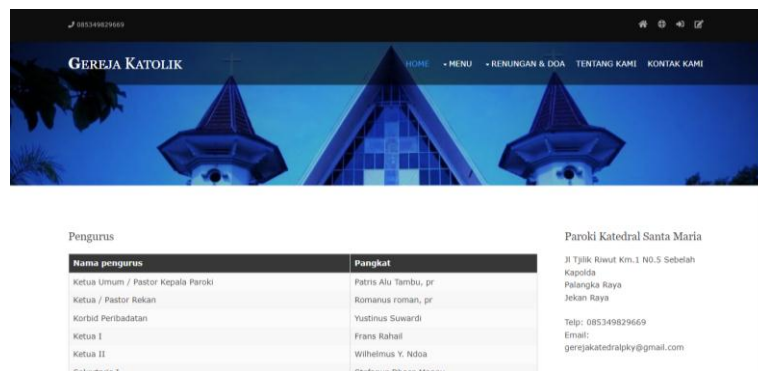 085349829669
GEREJA KATOLIK
HOME MENU RENUNGAN & DOA TENTANG KAMI KONTAK KAMI
Pengurus
Nama pengurus Pangkat
Ketua Umum / Pastor Kepala Paroki Patris Alu Tambu, pr
Ketua / Pastor Rekan Romanus roman, pr
Korbid Peribadatan Yustinus Suwardi
Ketua I Frans Rahail
Ketua II Wilhelmus Y. Ndoa
Paroki Katedral Santa Maria
Jl Tjilik Riwut Km.1 N0.5 Sebelah
Kapolda
Palangka Raya
Jekan Raya
Telp: 085349829669
Email:
gerejakatedralpky@gmail.com